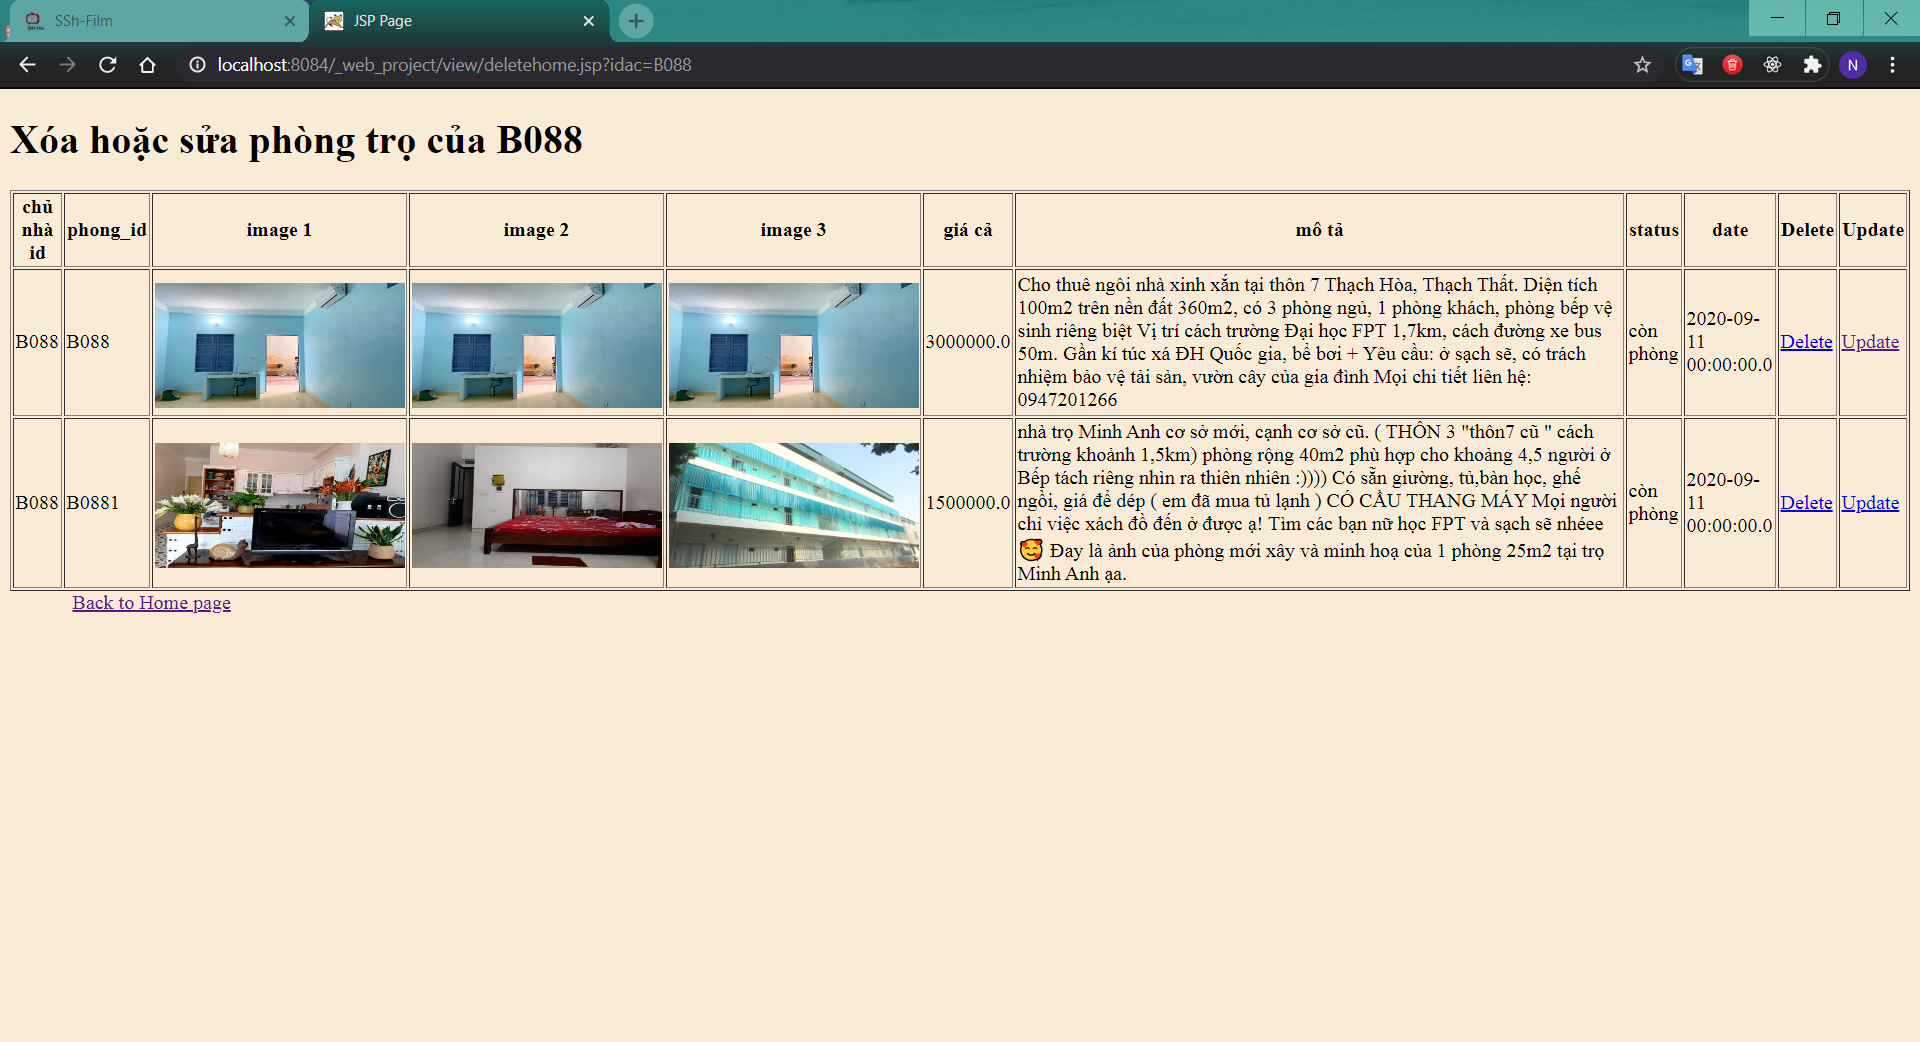 SSh-Film
JSP Page
localhost:8084/_web_project/view/deletehome.jsp?idac=B088
N
Xóa hoặc sửa phòng trọ của B088
chủ
nhà
id
phong_id
image 1
image 2
image 3
giá cả
mô tả
status
date
Delete
Update
B088
B088
3000000.0
Cho thuê ngôi nhà xinh xắn tại thôn 7 Thạch Hòa, Thạch Thất. Diện tích
100m2 trên nền đất 360m2, có 3 phòng ngủ, 1 phòng khách, phòng bếp vệ
sinh riêng biệt Vị trí cách trường Đại học FPT 1,7km, cách đường xe bus
50m. Gần kí túc xá ĐH Quốc gia, bể bơi + Yêu cầu: ở sạch sẽ, có trách
nhiệm bảo vệ tài sản, vườn cây của gia đình Mọi chi tiết liên hệ:
0947201266
còn
phòng
2020-09-
11
00:00:00.0
Delete
Update
B088
B0881
1500000.0
nhà trọ Minh Anh cơ sở mới, cạnh cơ sở cũ. ( THÔN 3 "thôn7 cũ " cách
trường khoảnh 1,5km) phòng rộng 40m2 phù hợp cho khoảng 4,5 người ở
Bếp tách riêng nhìn ra thiên nhiên :)))) Có sẵn giường, tủ,bàn học, ghế
ngồi, giá để dép ( em đã mua tủ lạnh ) CÓ CẦU THANG MÁY Mọi người
chỉ việc xách đồ đến ở được ạ! Tìm các bạn nữ học FPT và sạch sẽ nhéee
🥰 Đay là ảnh của phòng mới xây và minh hoạ của 1 phòng 25m2 tại trọ
Minh Anh ạa.
còn
phòng
2020-09-
11
00:00:00.0
Delete
Update
Back to Home page